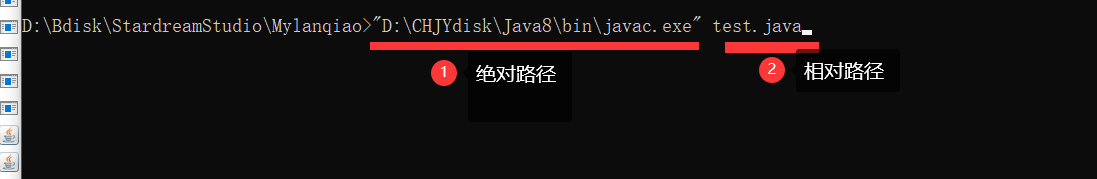 D:\Bdisk\StardreamStudio\Mylanqiao>"D:\CHJYdisk\Java8\bin\javac.exe" test.java
1 绝对路径
2 相对路径